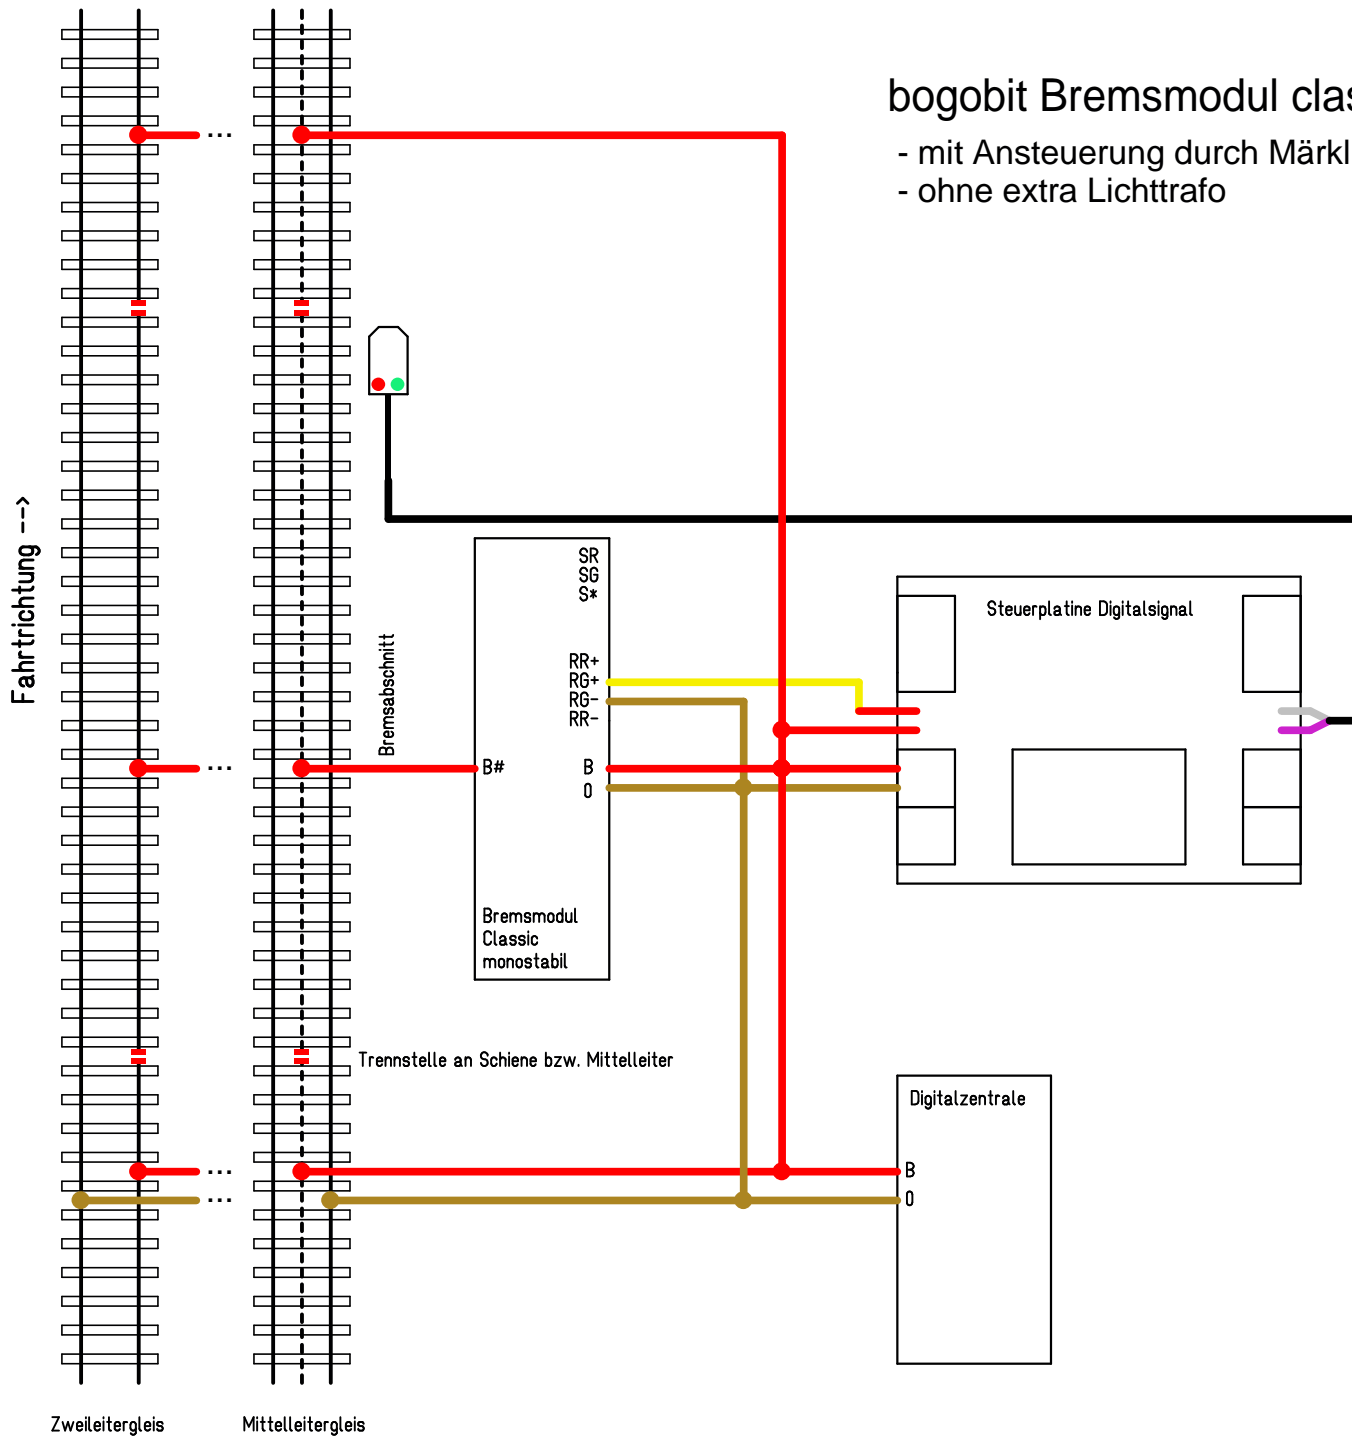 bogobit Bremsmodul clas
- mit Ansteuerung durch Märkl
- ohne extra Lichttrafo
...
Fahrtrichtung -->
SR
SG
S*
Steuerplatine Digitalsignal
Bremsabschnitt
RR+
RG+
RG-
RR-
...
B#
B
0
Bremsmodul
Classic
monostabil
Trennstelle an Schiene bzw. Mittelleiter
Digitalzentrale
...
B
...
0
Zweileitergleis
Mittelleitergleis